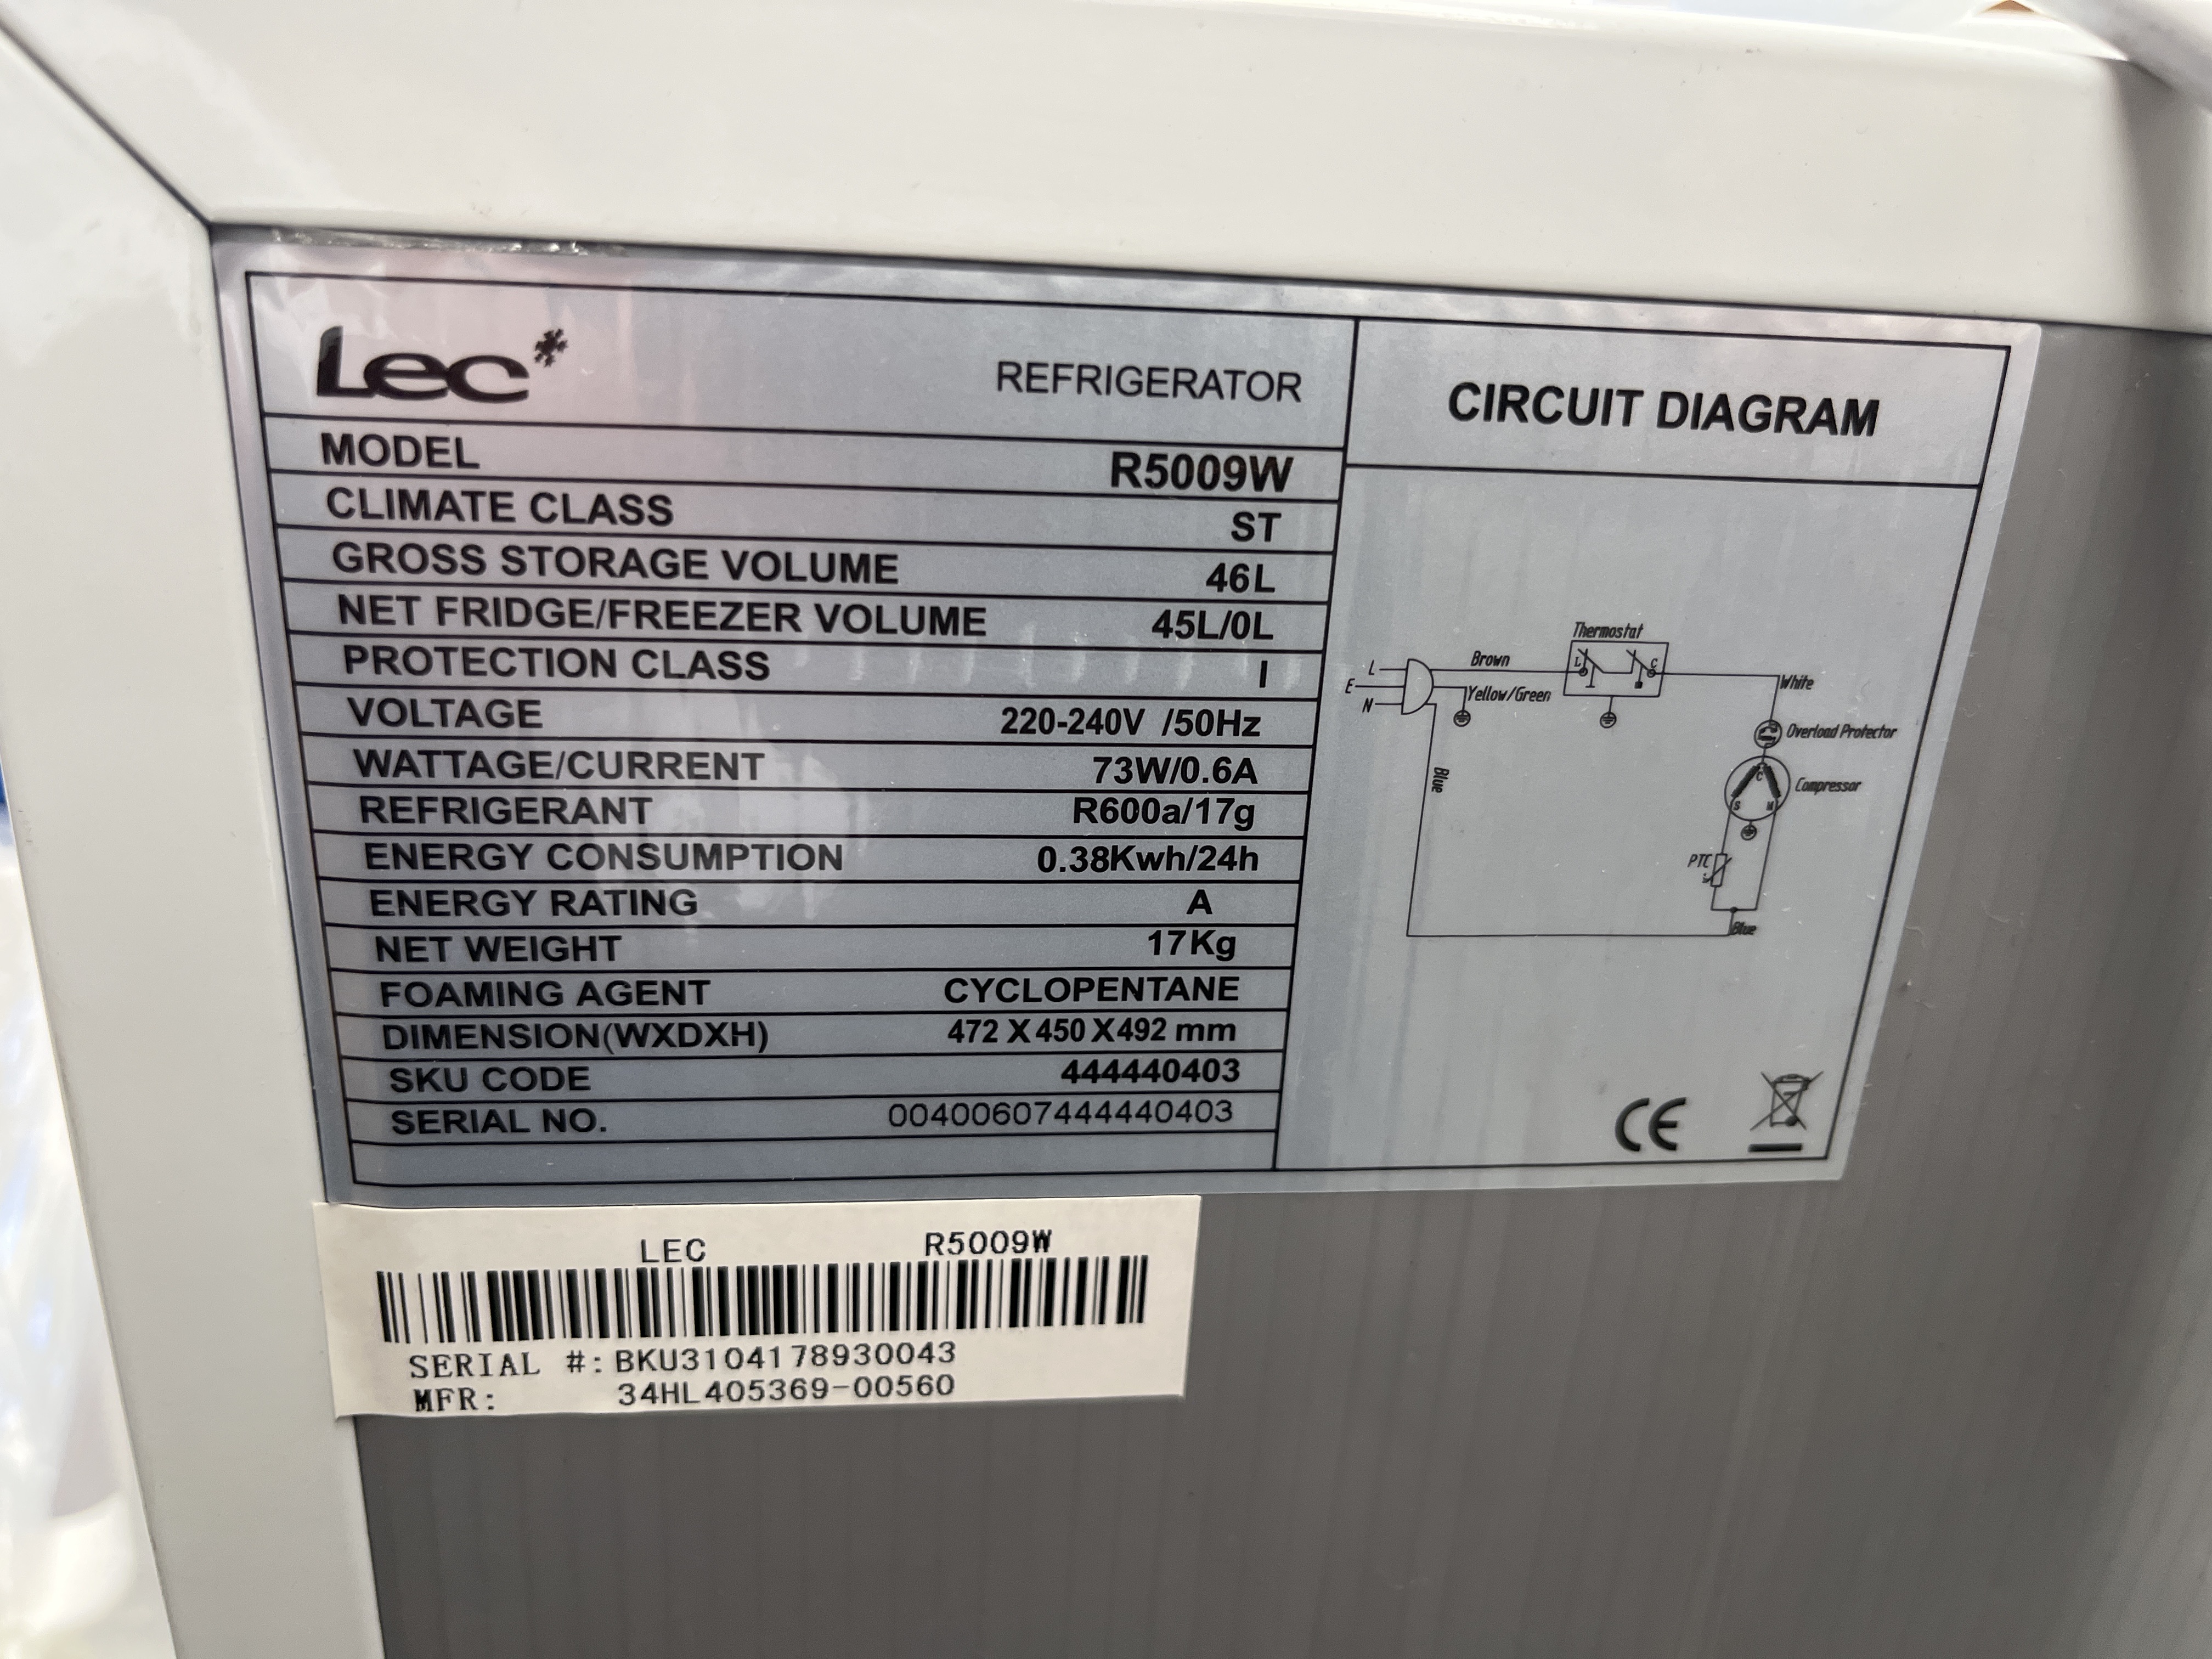 Lec REFRIGERATOR
MODEL R5009W
CLIMATE CLASS ST
GROSS STORAGE VOLUME 46L
NET FRIDGE/FREEZER VOLUME 45L/0L
PROTECTION CLASS I
VOLTAGE 220-240V /50Hz
WATTAGE/CURRENT 73W/0.6A
REFRIGERANT R600a/17g
ENERGY CONSUMPTION 0.38Kwh/24h
ENERGY RATING A
NET WEIGHT 17Kg
FOAMING AGENT CYCLOPENTANE
DIMENSION(WXDXH) 472 X 450 X 492 mm
SKU CODE 444440403
SERIAL NO. 00400607444440403
CIRCUIT DIAGRAM
Thermostat
L Brown L C
E Yellow/Green White
N
Overload Protector
Blue C Compressor
S M
PTC
Blue
CE
LEC R5009W
SERIAL #: BKU3104178930043
MFR: 34HL405369-00560